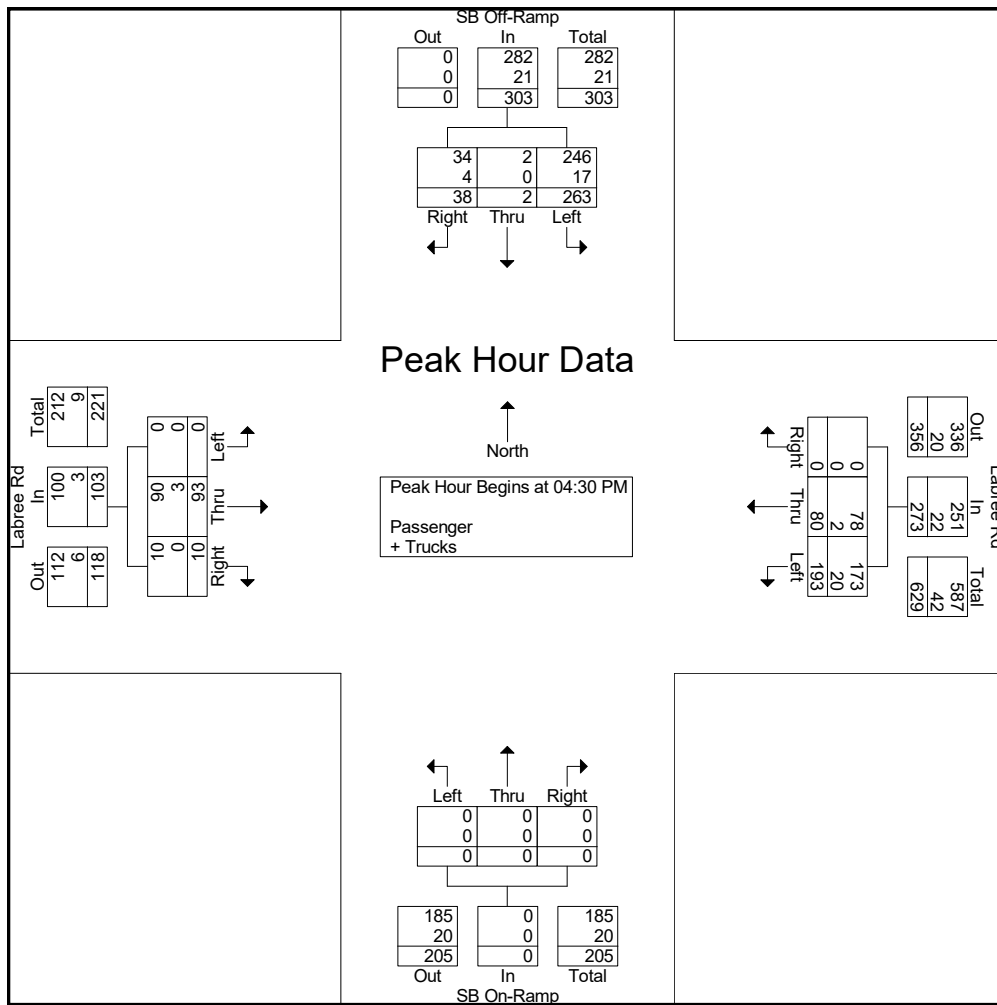 SB Off-Ramp
Out In Total
0 282 282
0 21 21
0 303 303
34 2 246
4 0 17
38 2 263
Right Thru Left
Peak Hour Data
North
Peak Hour Begins at 04:30 PM
Passenger
+ Trucks
Labree Rd
Out In Total
112 100 212
6 3 9
118 103 221
Right Thru Left
10 90 0
0 3 0
10 93 0
Labree Rd
Out In Total
336 251 587
20 22 42
356 273 629
Right Thru Left
0 78 173
0 2 20
0 80 193
Left Thru Right
0 0 0
0 0 0
0 0 0
185 0 185
20 0 20
205 0 205
Out In Total
SB On-Ramp